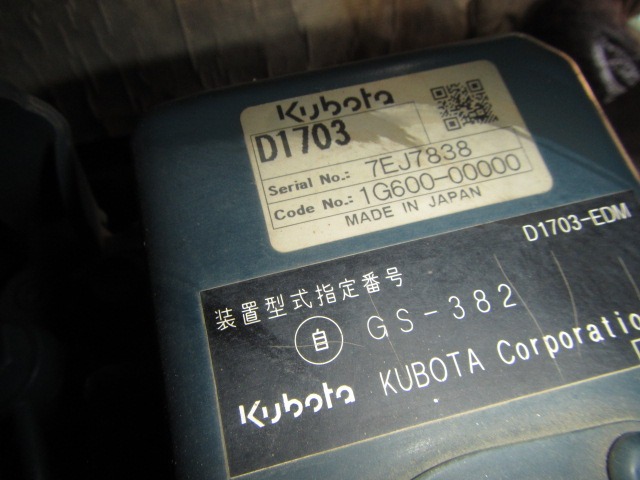 Kubota
D1703
Serial No.: 7EJ7838
Code No.: 1G600-00000
MADE IN JAPAN
D1703-EDM
装置型式指定番号
自 GS-382
Kubota KUBOTA Corporation